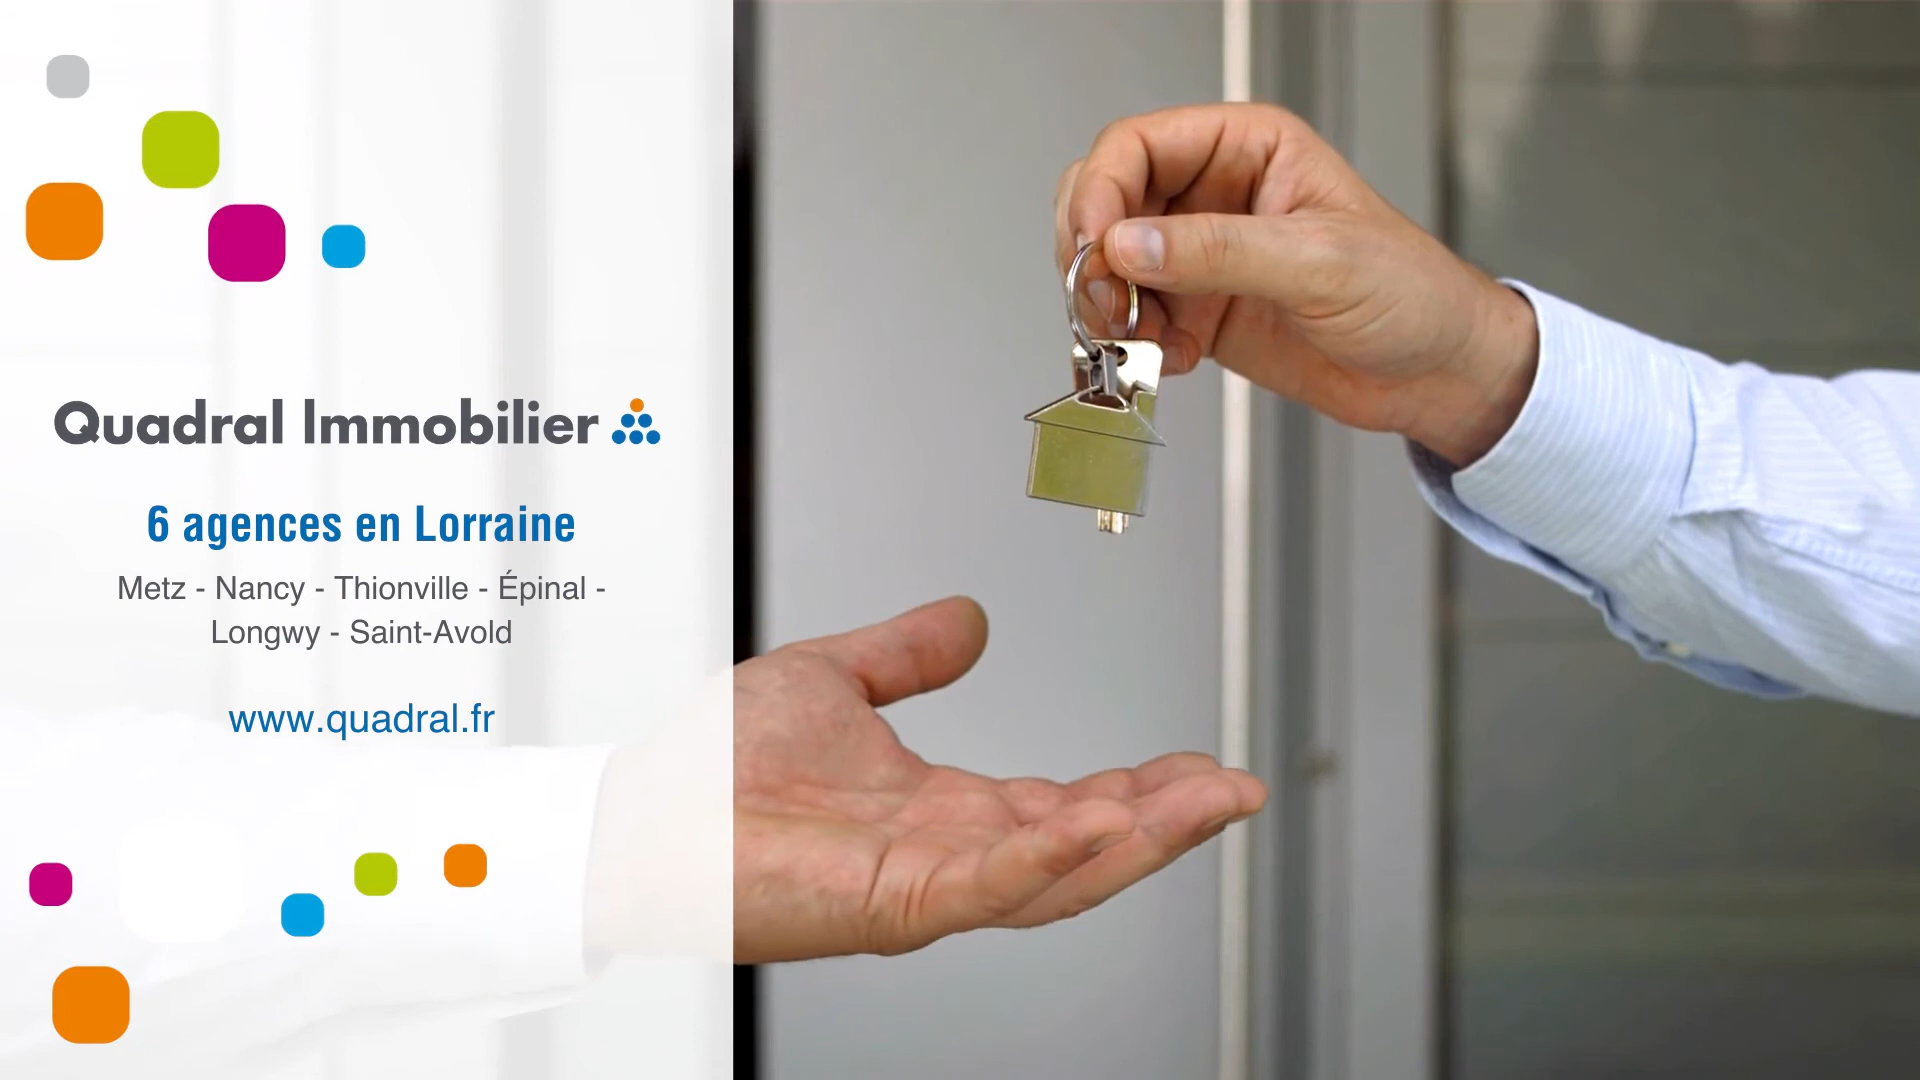 Quadral Immobilier
6 agences en Lorraine
Metz - Nancy - Thionville - Épinal -
Longwy - Saint-Avold
www.quadral.fr